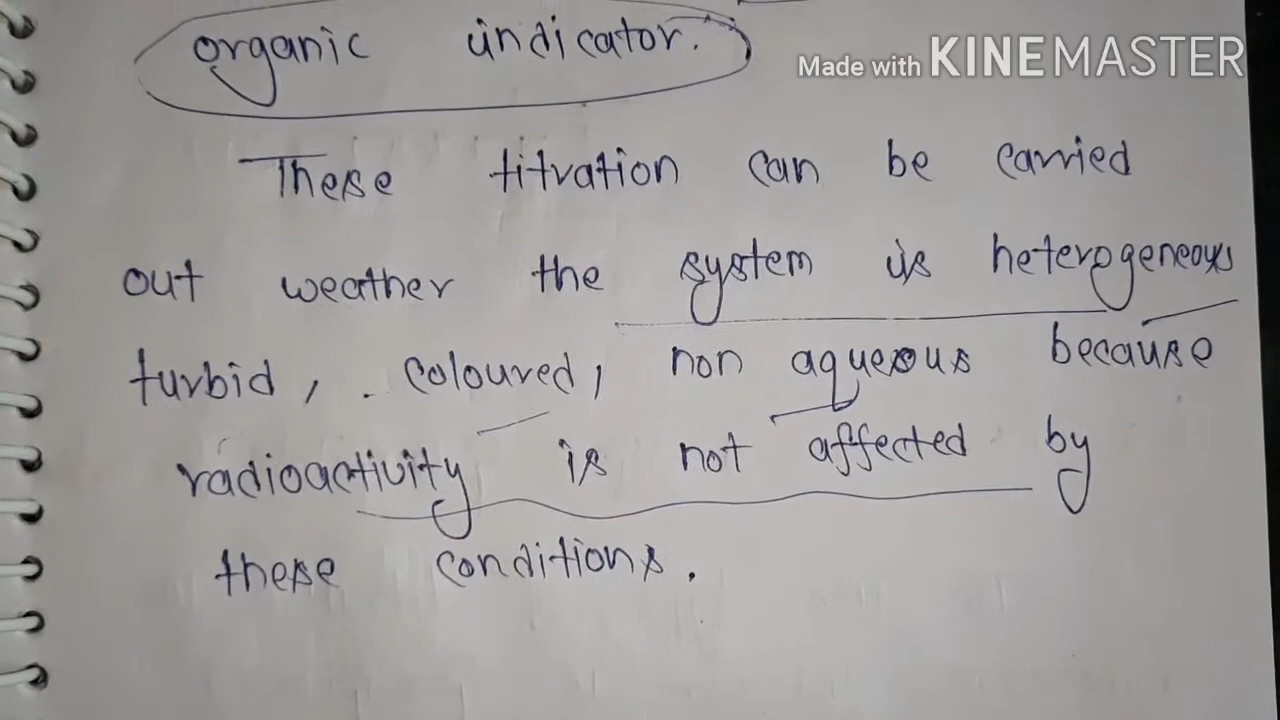 organic indicator.
Made with KINEMASTER
These titration can be carried
out weather the system is heterogeneous
turbid, . coloured, non aqueous because
radioactivity is not affected by
these conditions.